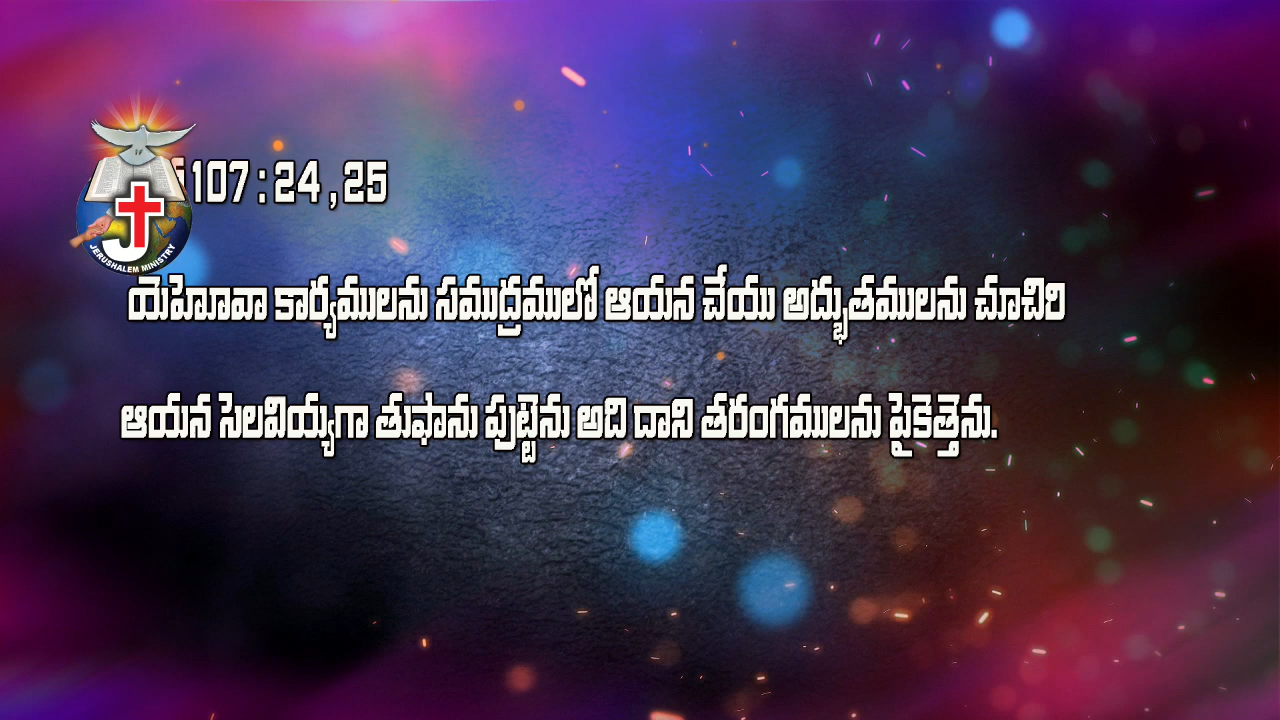 107 : 24 , 25
JERUSHALEM MINISTRY
యెహెూవా కార్యములను సముద్రములో ఆయన చేయు అద్భుతములను చూచిరి
ఆయన సెలవియ్యగా తుఫాను పుట్టెను అది దాని తరంగములను పైకెత్తెను.